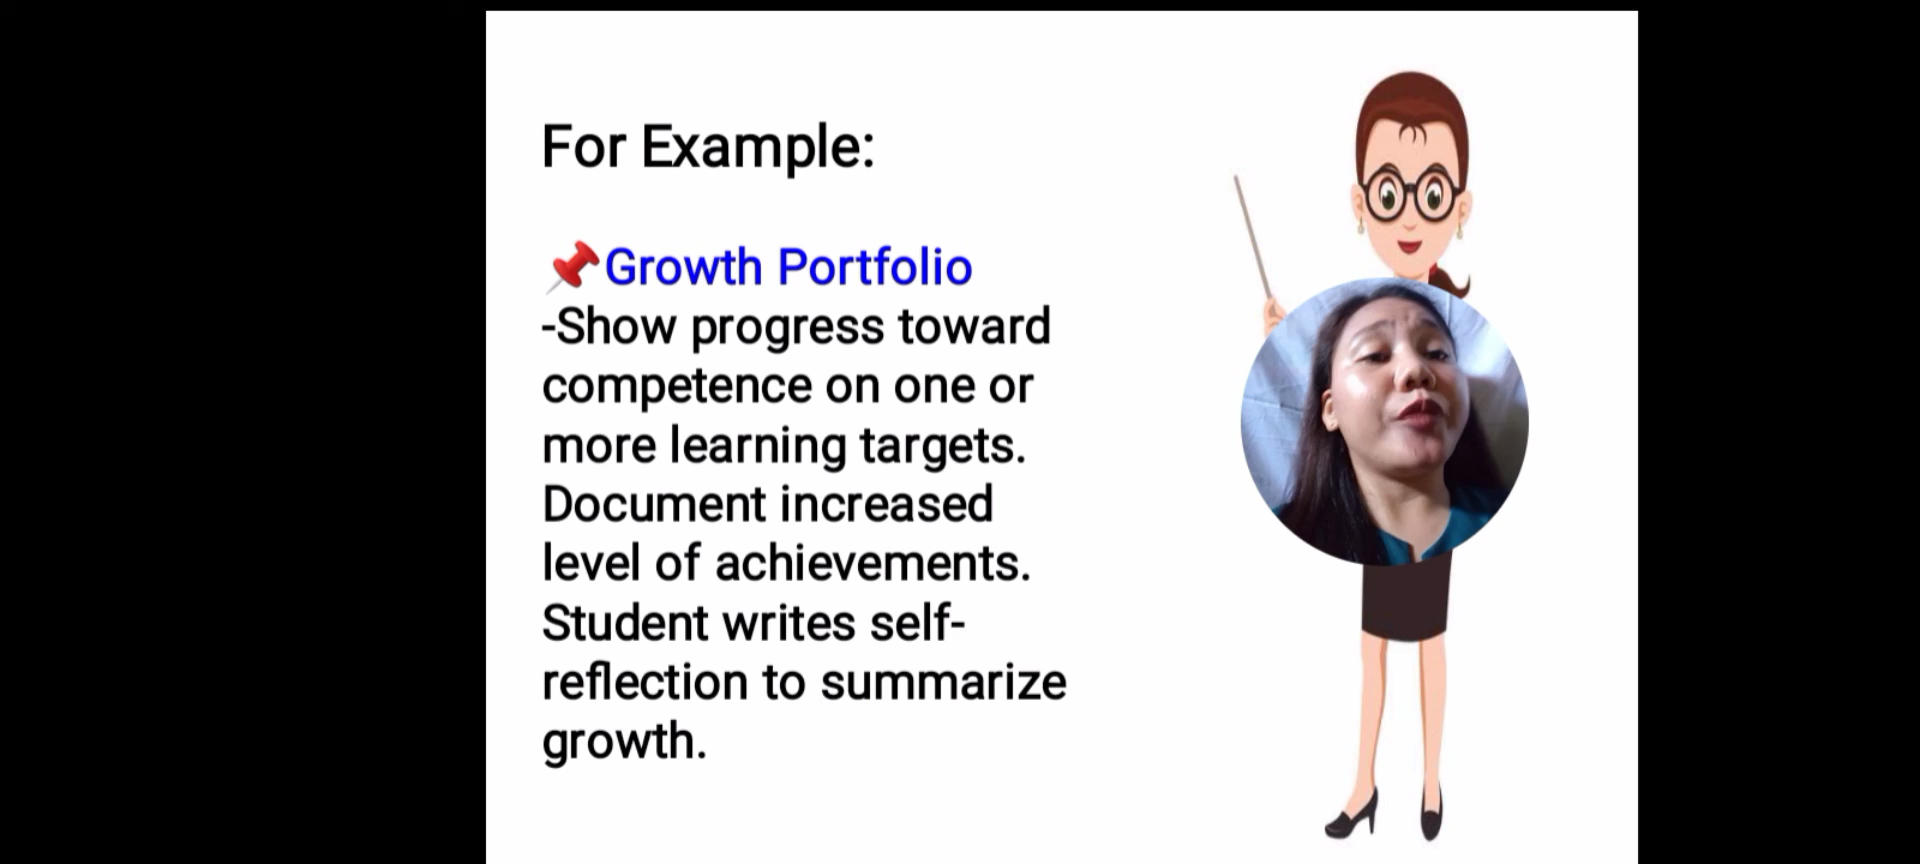 For Example:
📌Growth Portfolio
-Show progress toward
competence on one or
more learning targets.
Document increased
level of achievements.
Student writes self-
reflection to summarize
growth.